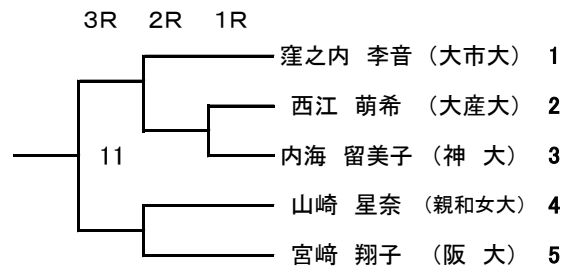 3R 2R 1R
窪之内 李音 (大市大) 1
西江 萌希 (大産大) 2
11
内海 留美子 (神 大) 3
山崎 星奈 (親和女大) 4
宮﨑 翔子 (阪 大) 5